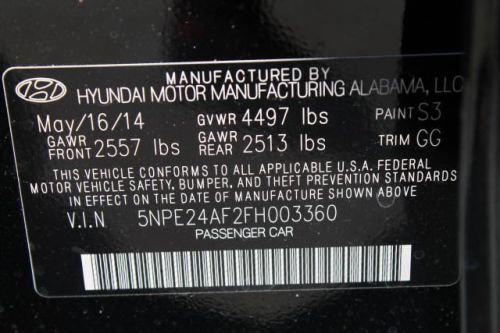 MANUFACTURED BY
HYUNDAI MOTOR MANUFACTURING ALABAMA, LLC
May/16/14 GVWR 4497 lbs PAINT S3
GAWR FRONT 2557 lbs GAWR REAR 2513 lbs TRIM GG
THIS VEHICLE CONFORMS TO ALL APPLICABLE U.S.A. FEDERAL
MOTOR VEHICLE SAFETY, BUMPER, AND THEFT PREVENTION STANDARDS
IN EFFECT ON THE DATE OF MANUFACTURE SHOWN ABOVE
V.I.N 5NPE24AF2FH003360
PASSENGER CAR